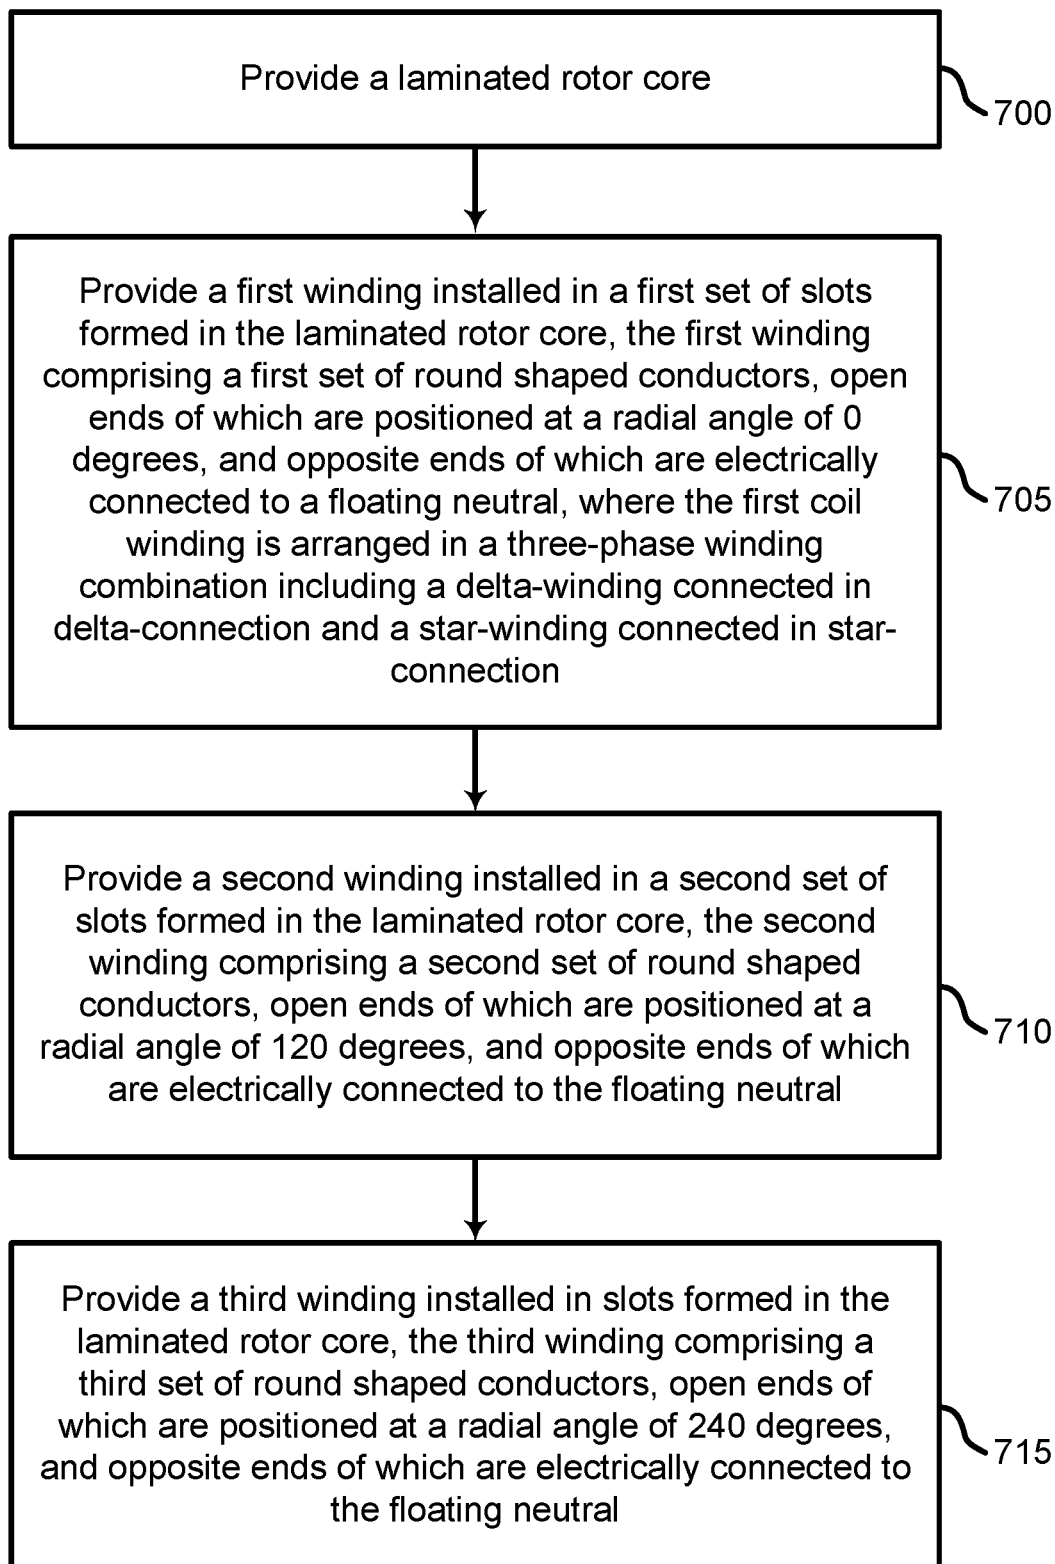 Provide a laminated rotor core
700
Provide a first winding installed in a first set of slots
formed in the laminated rotor core, the first winding
comprising a first set of round shaped conductors, open
ends of which are positioned at a radial angle of 0
degrees, and opposite ends of which are electrically
connected to a floating neutral, where the first coil
winding is arranged in a three-phase winding
combination including a delta-winding connected in
delta-connection and a star-winding connected in star-
connection
705
Provide a second winding installed in a second set of
slots formed in the laminated rotor core, the second
winding comprising a second set of round shaped
conductors, open ends of which are positioned at a
radial angle of 120 degrees, and opposite ends of which
are electrically connected to the floating neutral
710
Provide a third winding installed in slots formed in the
laminated rotor core, the third winding comprising a
third set of round shaped conductors, open ends of
which are positioned at a radial angle of 240 degrees,
and opposite ends of which are electrically connected to
the floating neutral
715